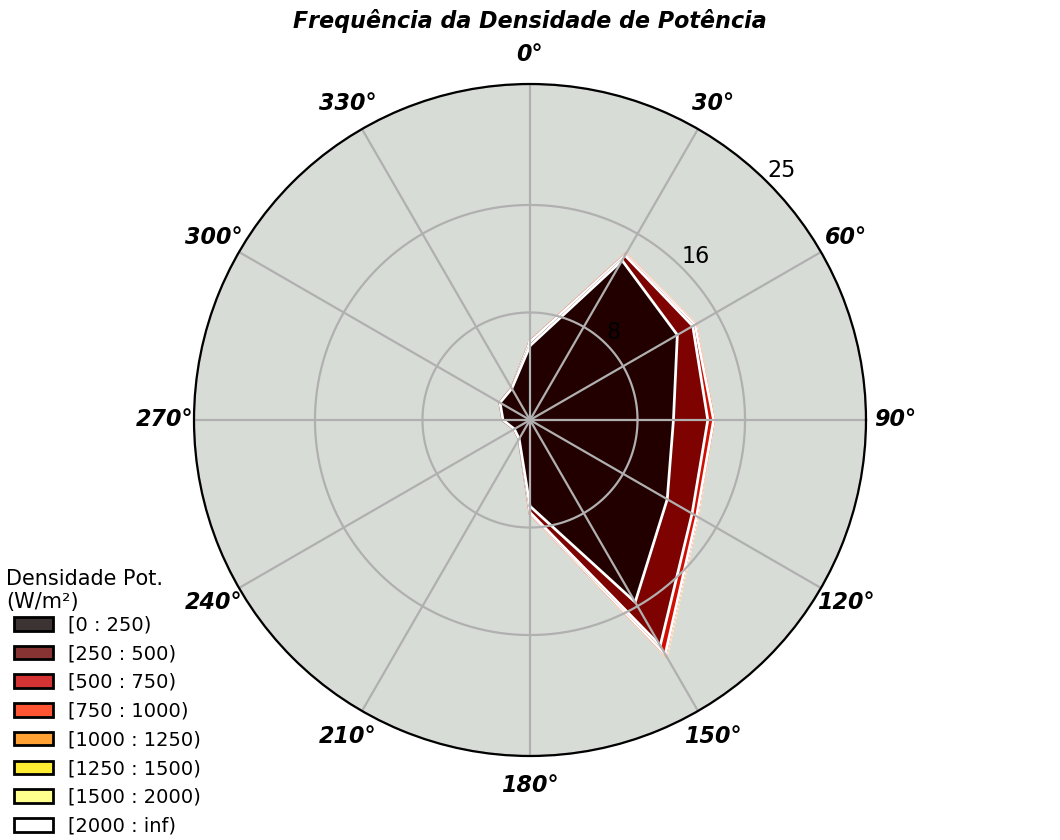 Frequência da Densidade de Potência
0°
30°
60°
90°
120°
150°
180°
210°
240°
270°
300°
330°
8
16
25
Densidade Pot.
(W/m²)
[0 : 250)
[250 : 500)
[500 : 750)
[750 : 1000)
[1000 : 1250)
[1250 : 1500)
[1500 : 2000)
[2000 : inf)